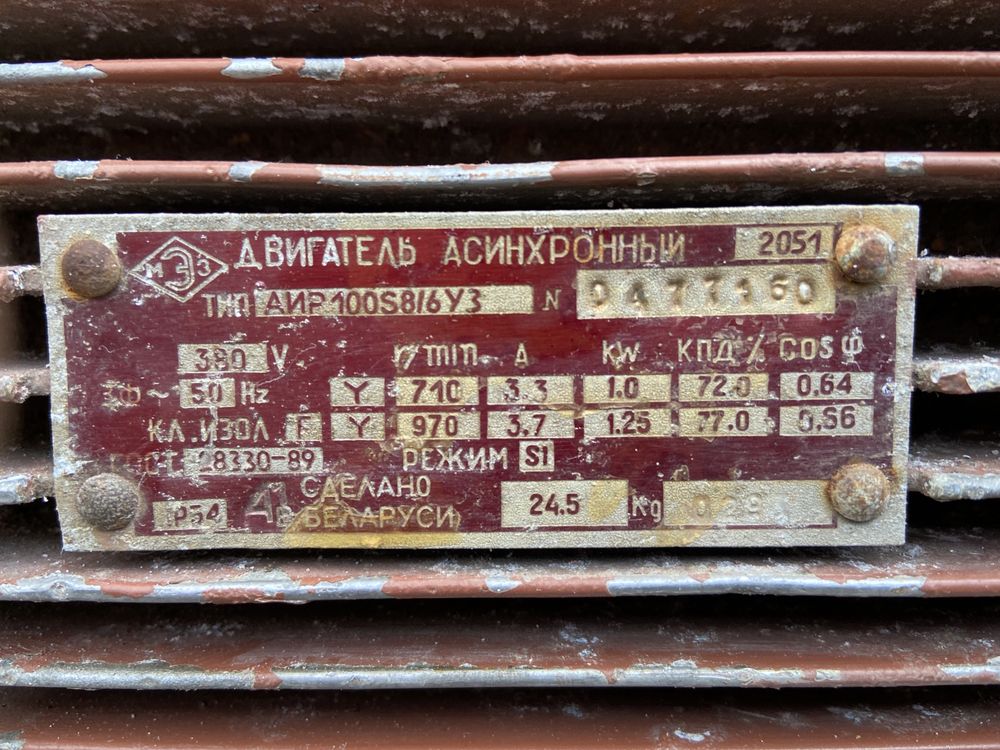 МЭЗ ДВИГАТЕЛЬ АСИНХРОННЫЙ 2051
ТИП АИР100S8/6У3 N 0477160
380 V r/min A kW КПД % cos φ
3Ф ~ 50 Hz Y 710 3.3 1.0 72.0 0.64
КЛ. ИЗОЛ F Y 970 3.7 1.25 77.0 0.66
ГОСТ 28330-89 РЕЖИМ S1
IP54 СДЕЛАНО
В БЕЛАРУСИ 24.5 Kg